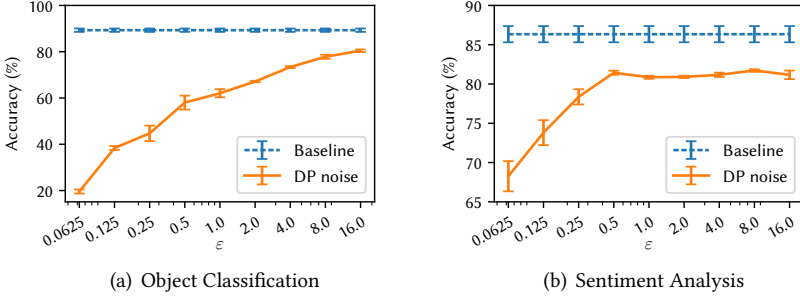 Accuracy (%)
100
80
60
40
20
Baseline
DP noise
0.0625
0.125
0.25
0.5
1.0
2.0
4.0
8.0
16.0
ε
(a) Object Classification
Accuracy (%)
90
85
80
75
70
65
Baseline
DP noise
0.0625
0.125
0.25
0.5
1.0
2.0
4.0
8.0
16.0
ε
(b) Sentiment Analysis